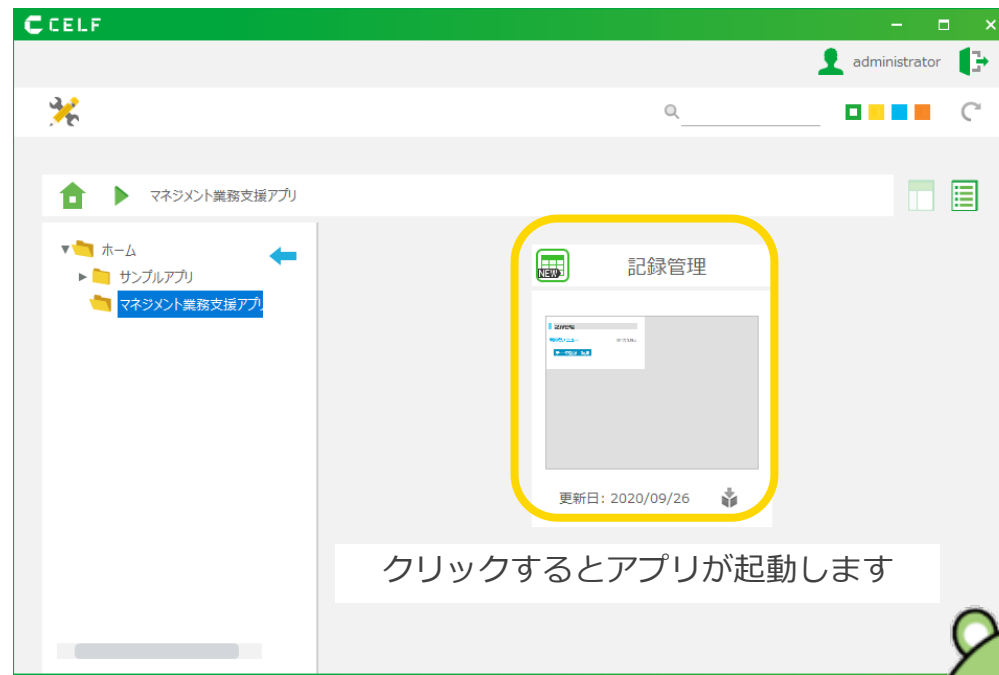 CELF
administrator
マネジメント業務支援アプリ
ホーム
サンプルアプリ
マネジメント業務支援アプリ
NEW
記録管理
更新日: 2020/09/26
クリックするとアプリが起動します